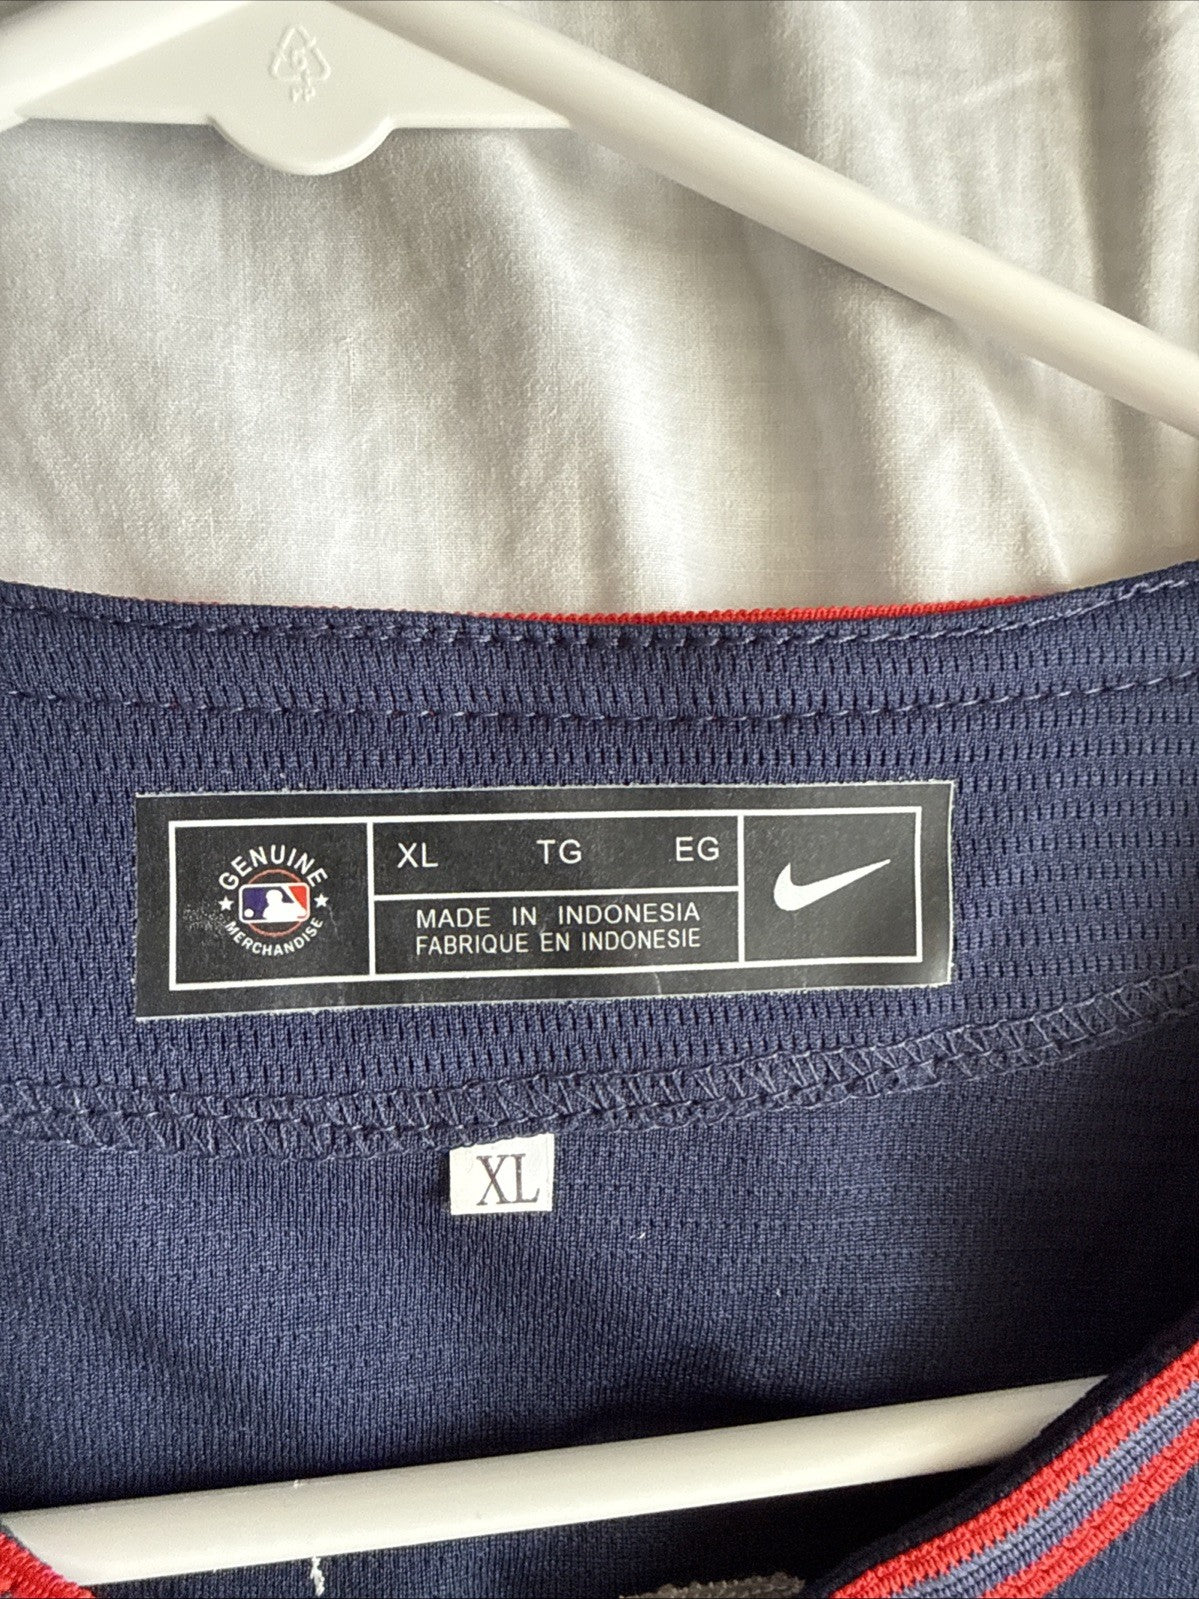 GENUINE
MERCHANDISE
XL TG EG
MADE IN INDONESIA
FABRIQUE EN INDONESIE
XL